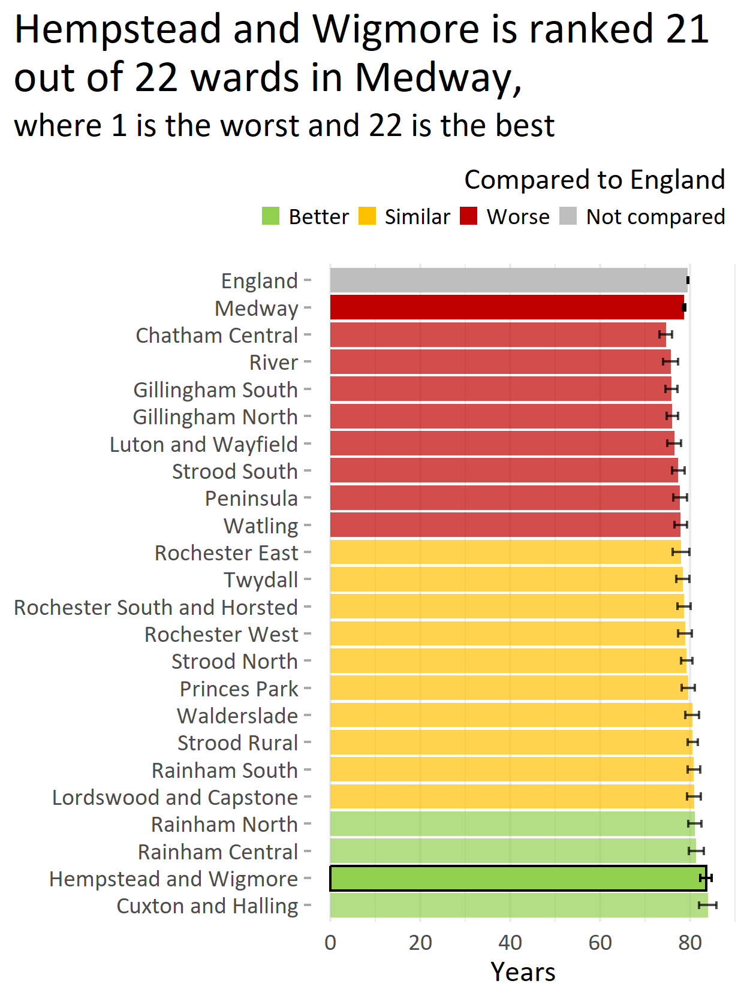 Hempstead and Wigmore is ranked 21
out of 22 wards in Medway,
where 1 is the worst and 22 is the best
Compared to England
Better Similar Worse Not compared
England
Medway
Chatham Central
River
Gillingham South
Gillingham North
Luton and Wayfield
Strood South
Peninsula
Watling
Rochester East
Twydall
Rochester South and Horsted
Rochester West
Strood North
Princes Park
Walderslade
Strood Rural
Rainham South
Lordswood and Capstone
Rainham North
Rainham Central
Hempstead and Wigmore
Cuxton and Halling
0 20 40 60 80
Years